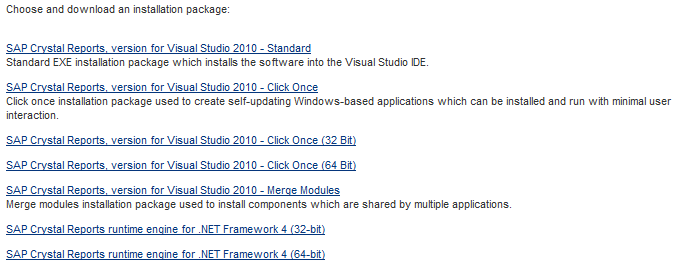 Choose and download an installation package:
SAP Crystal Reports, version for Visual Studio 2010 - Standard
Standard EXE installation package which installs the software into the Visual Studio IDE.
SAP Crystal Reports, version for Visual Studio 2010 - Click Once
Click once installation package used to create self-updating Windows-based applications which can be installed and run with minimal user
interaction.
SAP Crystal Reports, version for Visual Studio 2010 - Click Once (32 Bit)
SAP Crystal Reports, version for Visual Studio 2010 - Click Once (64 Bit)
SAP Crystal Reports, version for Visual Studio 2010 - Merge Modules
Merge modules installation package used to install components which are shared by multiple applications.
SAP Crystal Reports runtime engine for .NET Framework 4 (32-bit)
SAP Crystal Reports runtime engine for .NET Framework 4 (64-bit)